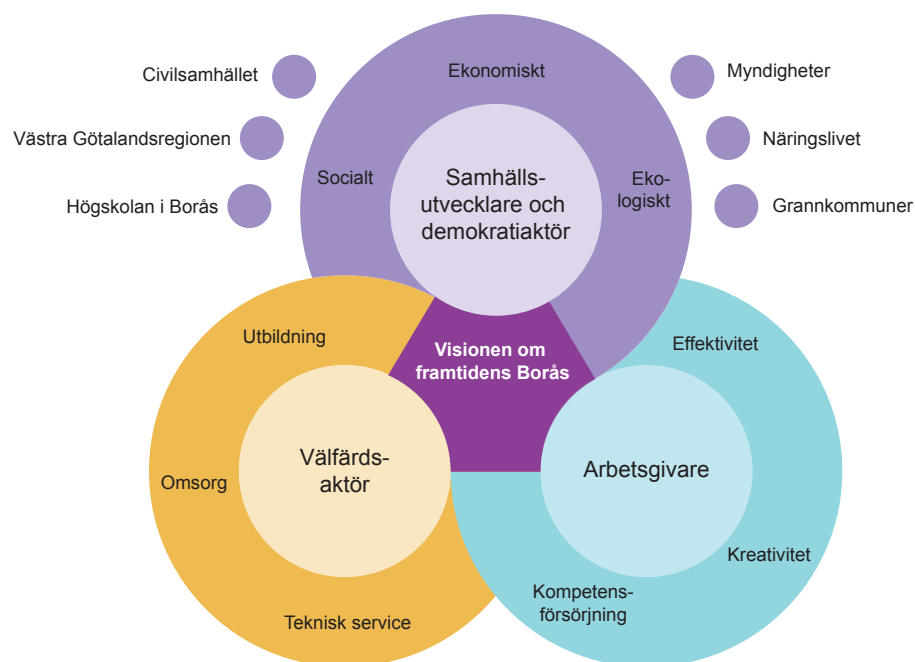 Civilsamhället
Västra Götalandsregionen
Högskolan i Borås
Ekonomiskt
Socialt
Eko-
logiskt
Samhälls-
utvecklare och
demokratiaktör
Myndigheter
Näringslivet
Grannkommuner
Visionen om
framtidens Borås
Utbildning
Omsorg
Teknisk service
Välfärds-
aktör
Effektivitet
Kreativitet
Kompetens-
försörjning
Arbetsgivare